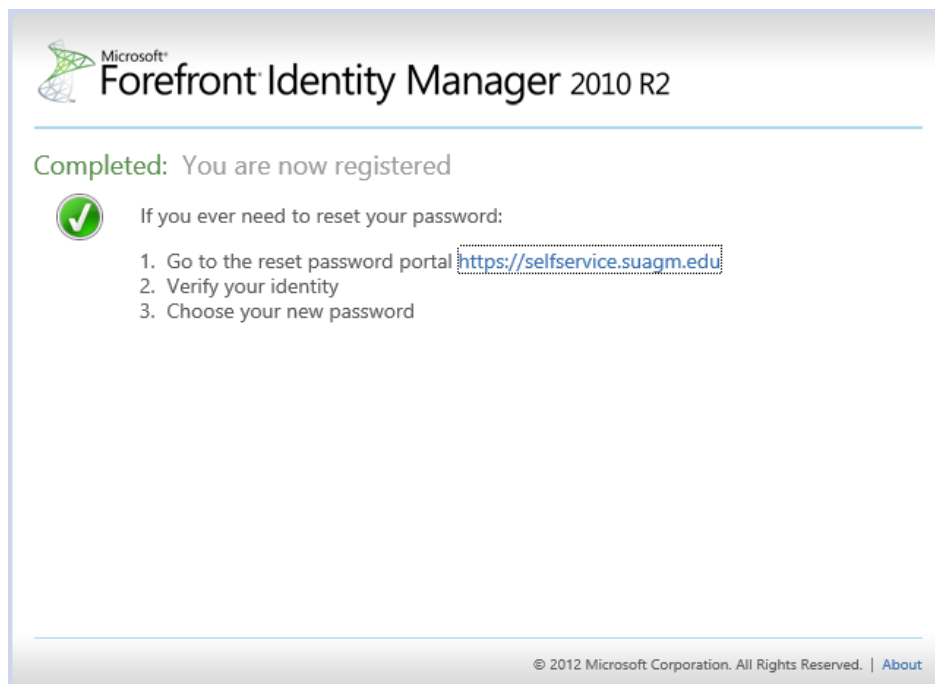 Microsoft®
Forefront® Identity Manager 2010 R2
Completed: You are now registered
If you ever need to reset your password:
1. Go to the reset password portal https://selfservice.suagm.edu
2. Verify your identity
3. Choose your new password
© 2012 Microsoft Corporation. All Rights Reserved. | About